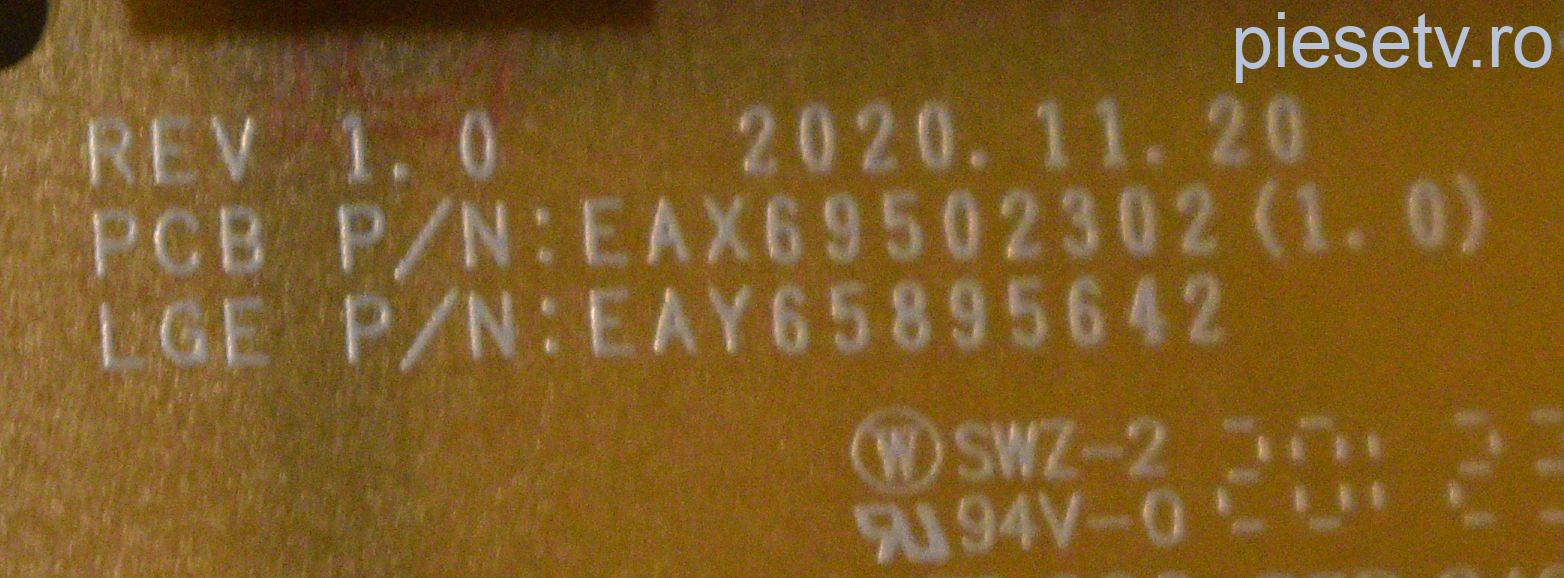 piesetv.ro
REV 1.0 2020.11.20
PCB P/N:EAX69502302(1.0)
LGE P/N:EAY65895642
W SWZ-2
94V-0